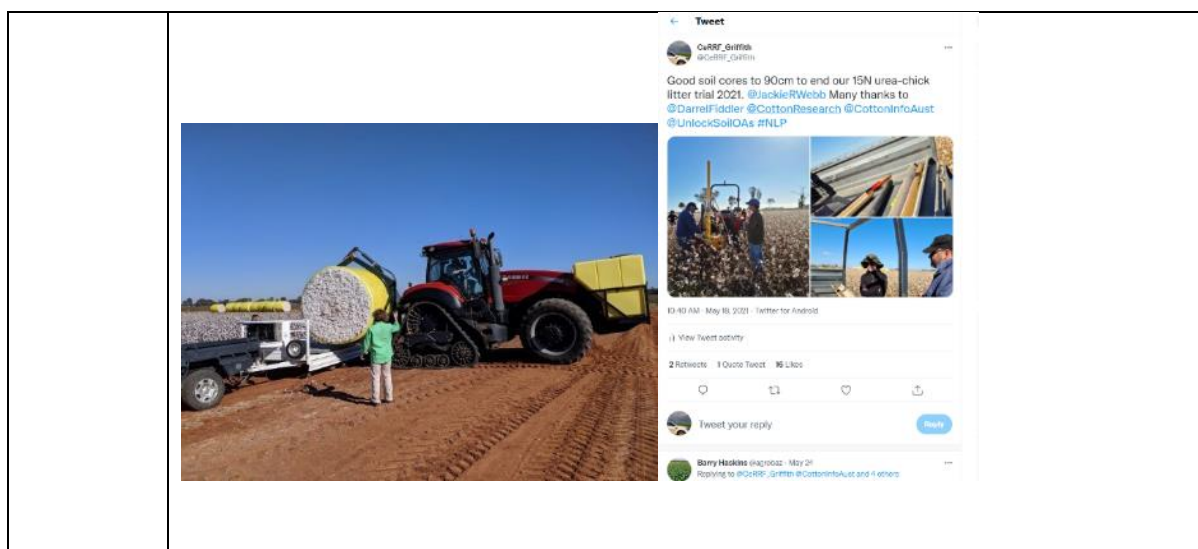 ← Tweet
CeRRF_Griffith
@CeRRF_Griffith
Good soil cores to 90cm to end our 15N urea-chick
litter trial 2021. @JackieRWebb Many thanks to
@DarrelFiddler @CottonResearch @CottonInfoAust
@UnlockSoilOAs #NLP
10:40 AM · May 19, 2021 · Twitter for Android
View Tweet activity
2 Retweets 1 Quote Tweet 16 Likes
Tweet your reply
Reply
Barry Haskins @agrobaz · May 21
Replying to @CeRRF_Griffith @CottonInfoAust and 4 others